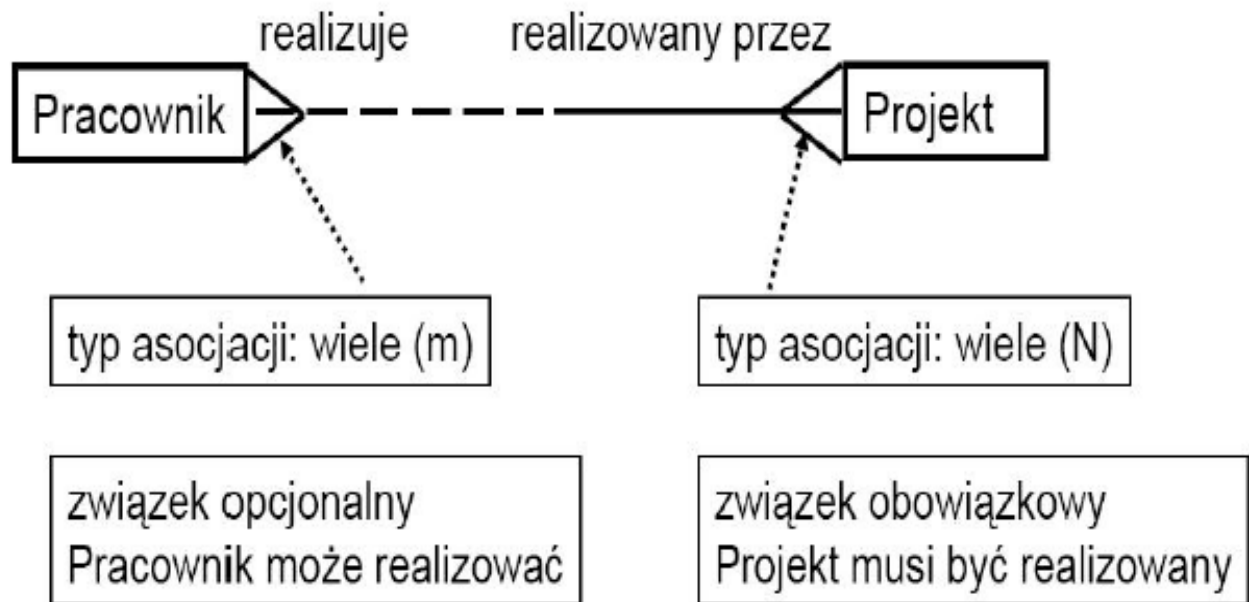 realizuje
realizowany przez
Pracownik
Projekt
typ asocjacji: wiele (m)
typ asocjacji: wiele (N)
związek opcjonalny
Pracownik może realizować
związek obowiązkowy
Projekt musi być realizowany